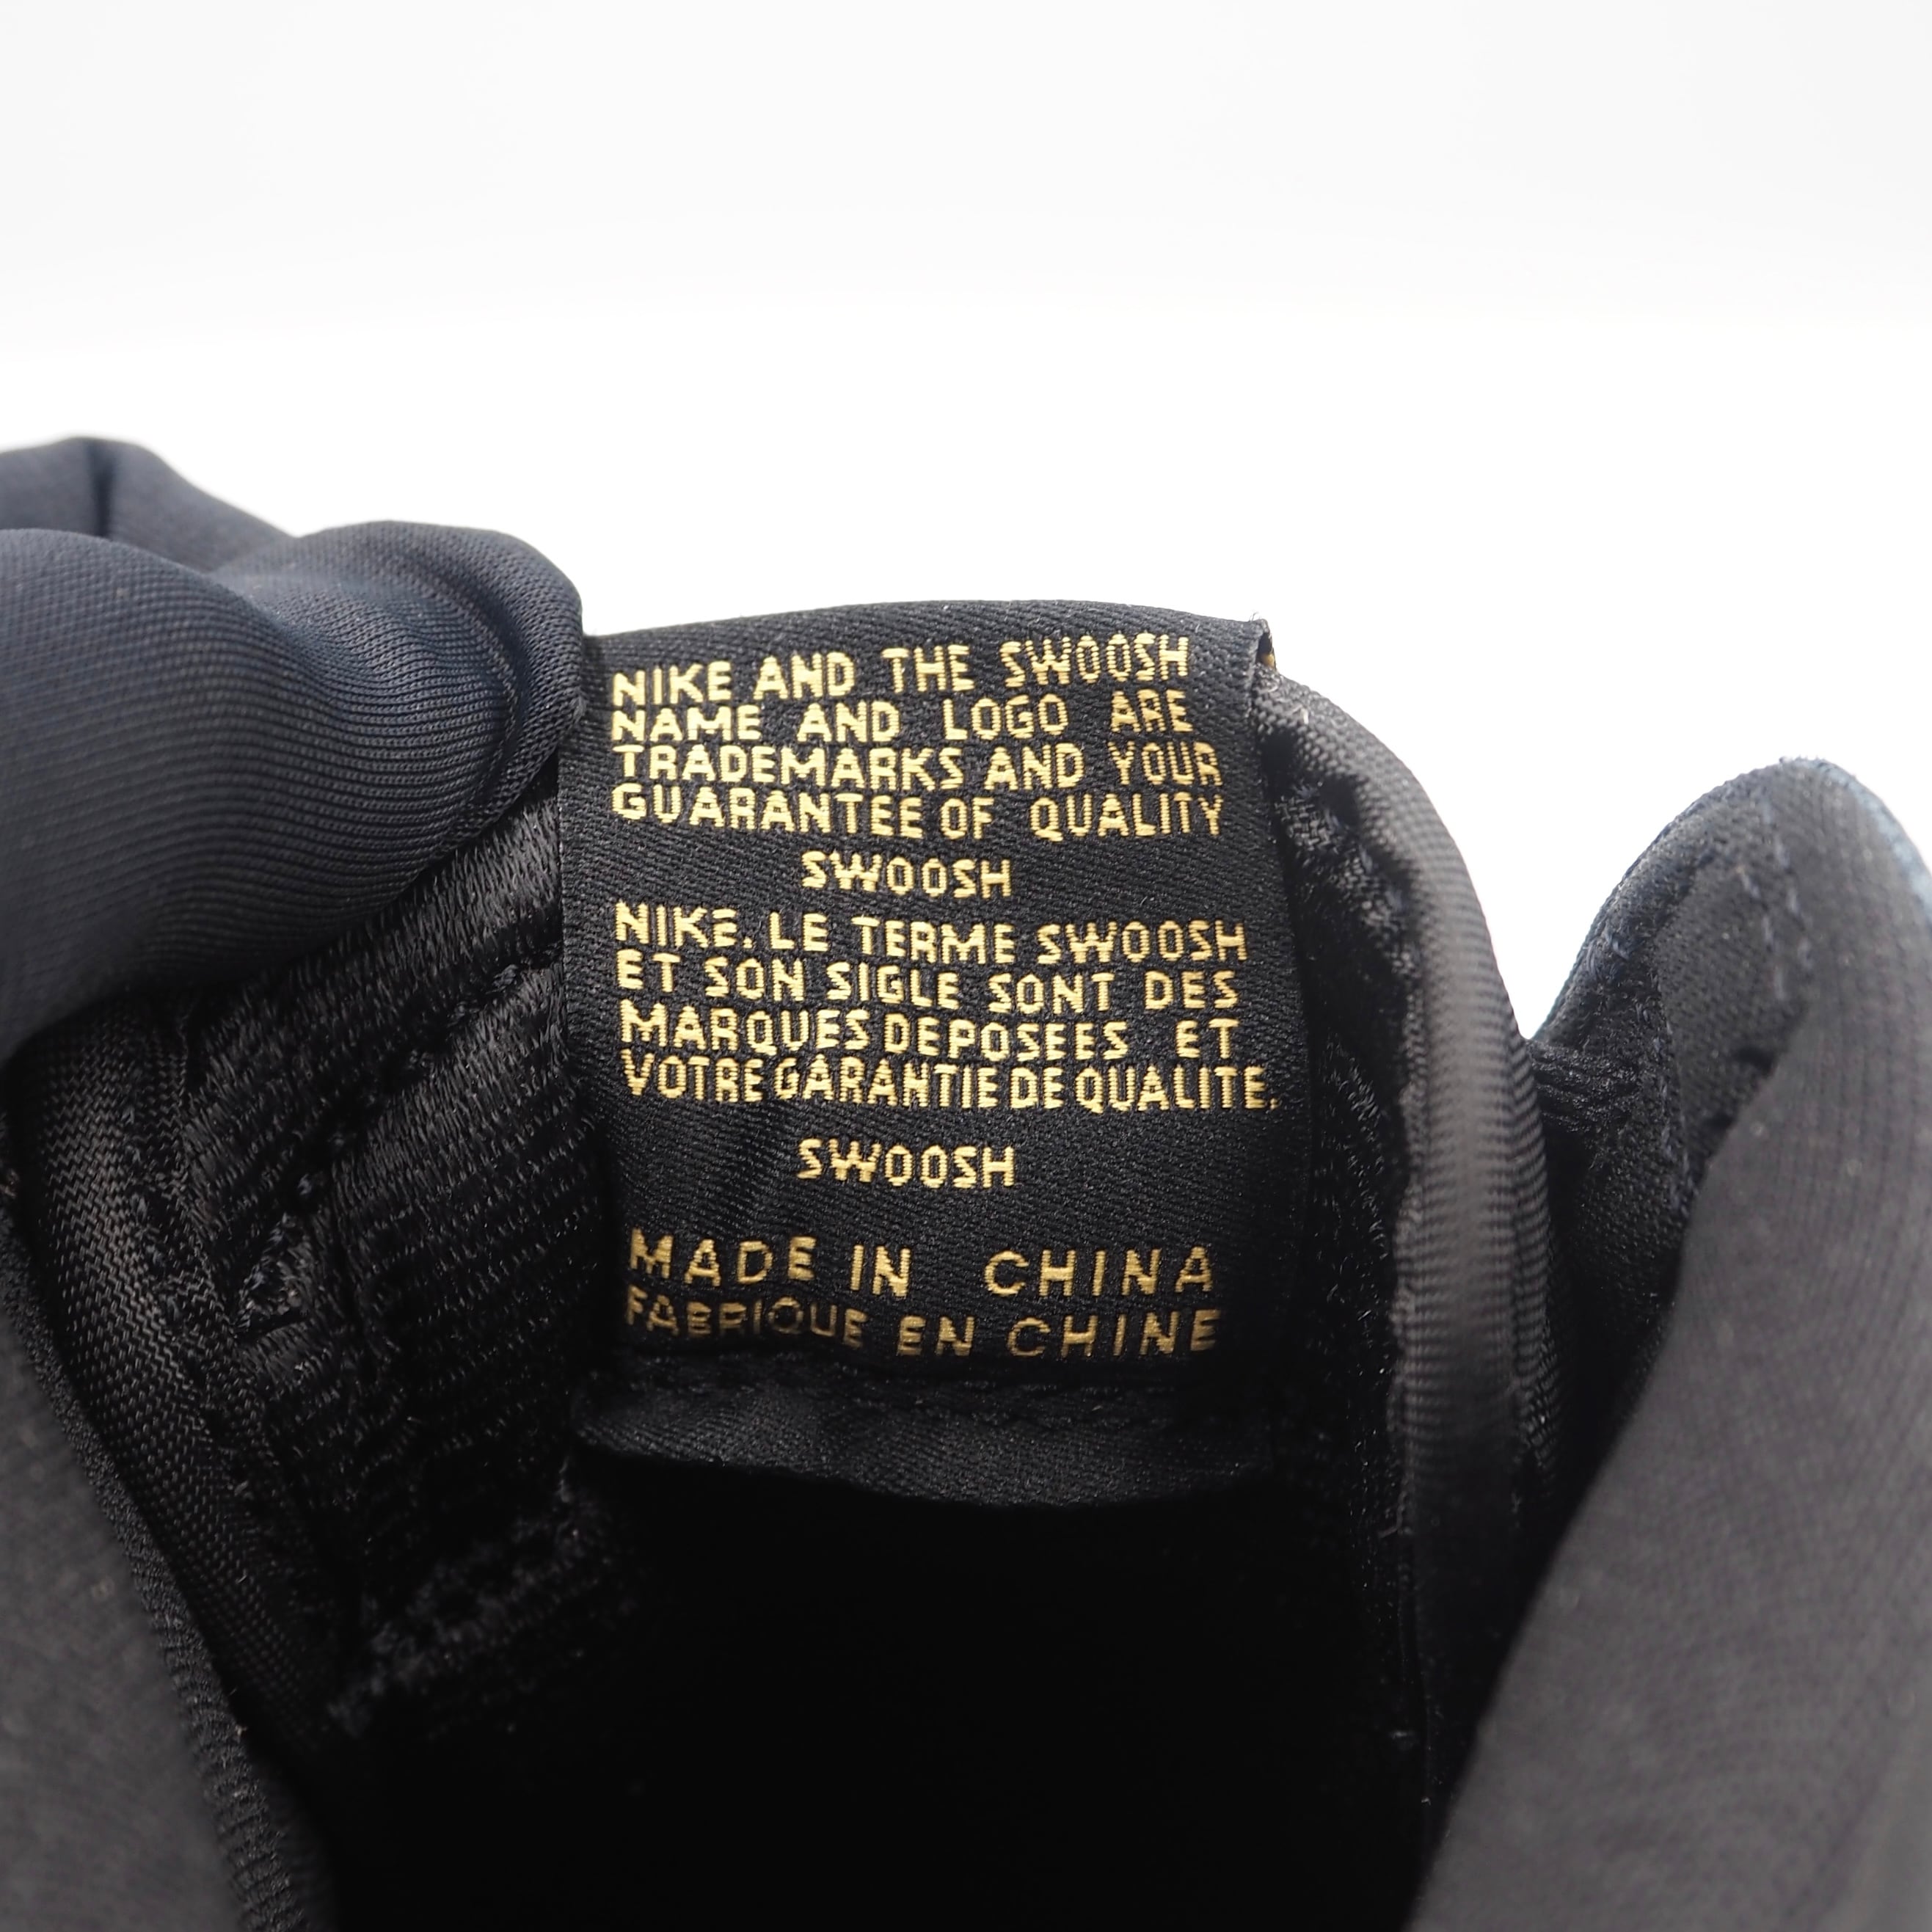 NIKE AND THE SWOOSH
NAME AND LOGO ARE
TRADEMARKS AND YOUR
GUARANTEE OF QUALITY
SWOOSH
NIKE. LE TERME SWOOSH
ET SON SIGLE SONT DES
MARQUES DEPOSEES ET
VOTRE GARANTIE DE QUALITE.
SWOOSH
MADE IN CHINA
FABRIQUE EN CHINE